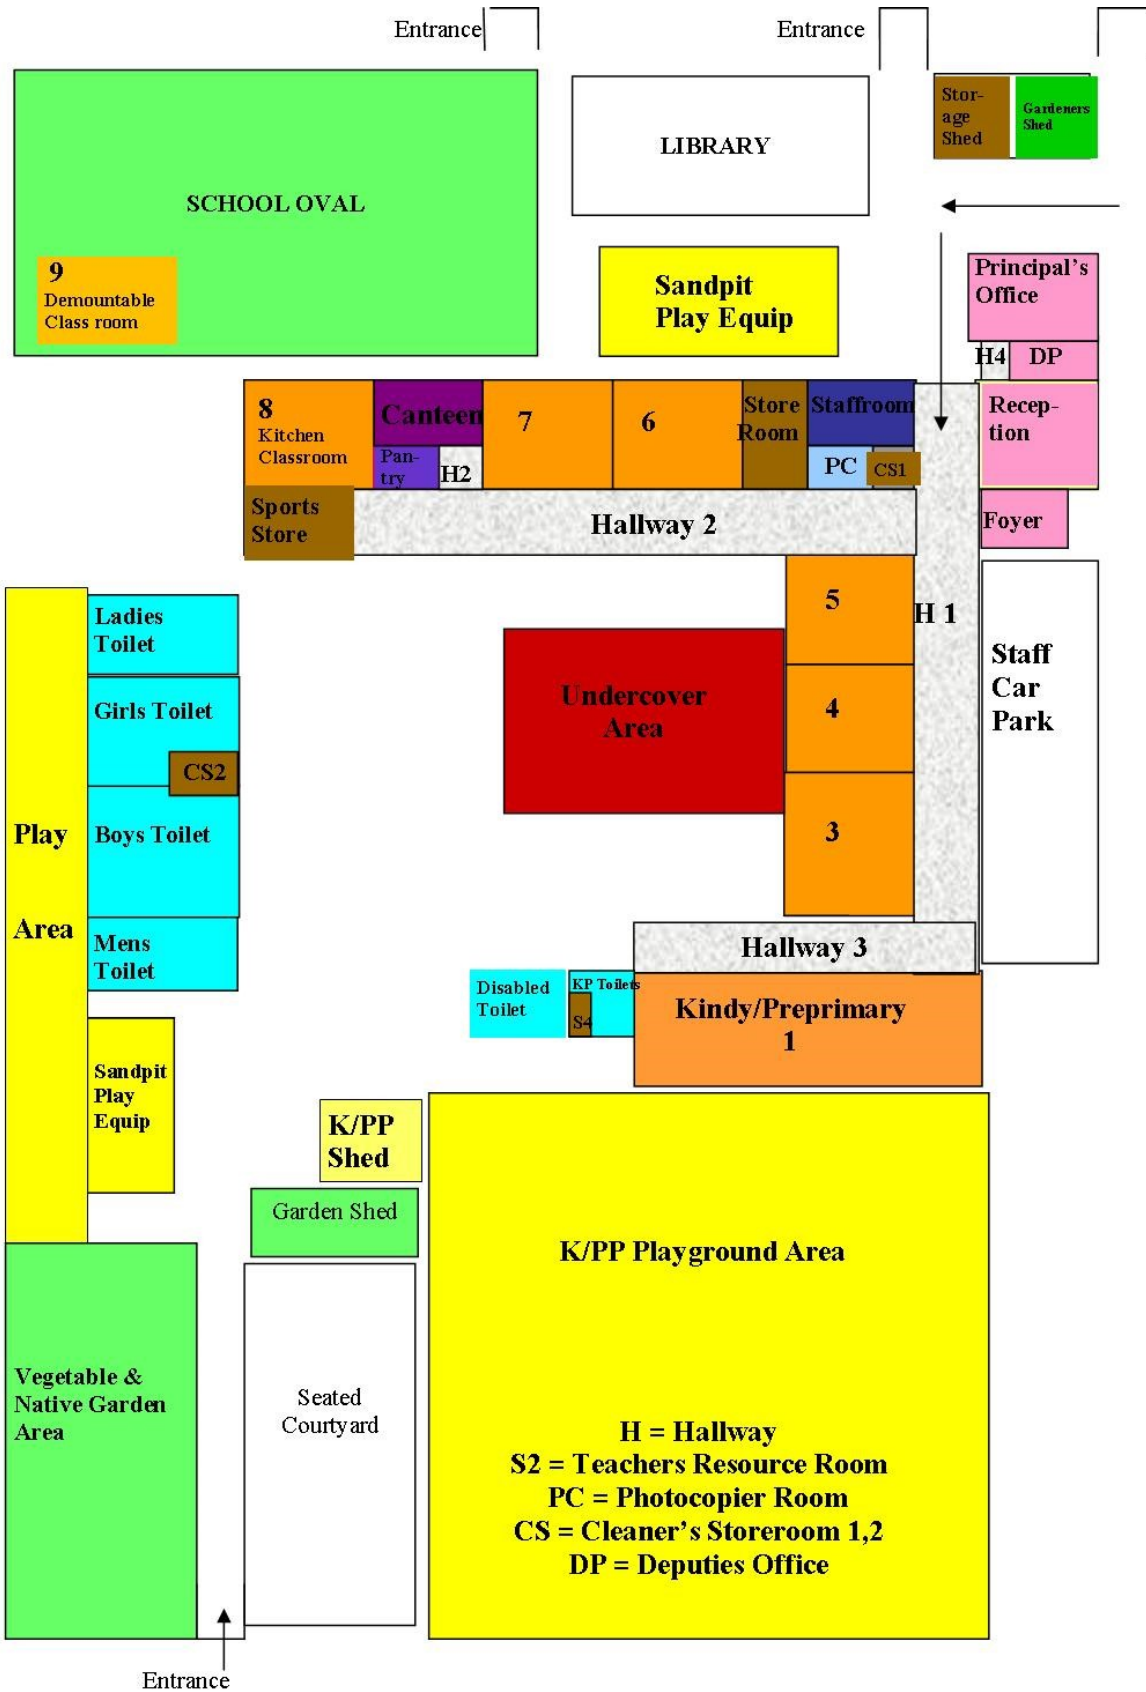 Entrance
Entrance
Stor-
age
Shed
Gardeners
Shed
LIBRARY
SCHOOL OVAL
9
Demountable
Class room
Sandpit
Play Equip
Principal's
Office
H4
DP
8
Kitchen
Classroom
Canteen
Pan-
try
H2
7
6
Store
Room
Staffroom
PC
CS1
Recep-
tion
Sports
Store
Hallway 2
Foyer
Ladies
Toilet
Girls Toilet
CS2
Boys Toilet
Mens
Toilet
Play
Area
5
H 1
4
3
Undercover
Area
Staff
Car
Park
Hallway 3
Disabled
Toilet
KP Toilets
S4
Kindy/Preprimary
1
Sandpit
Play
Equip
K/PP
Shed
Garden Shed
K/PP Playground Area
Vegetable &
Native Garden
Area
Seated
Courtyard
H = Hallway
S2 = Teachers Resource Room
PC = Photocopier Room
CS = Cleaner's Storeroom 1,2
DP = Deputies Office
Entrance